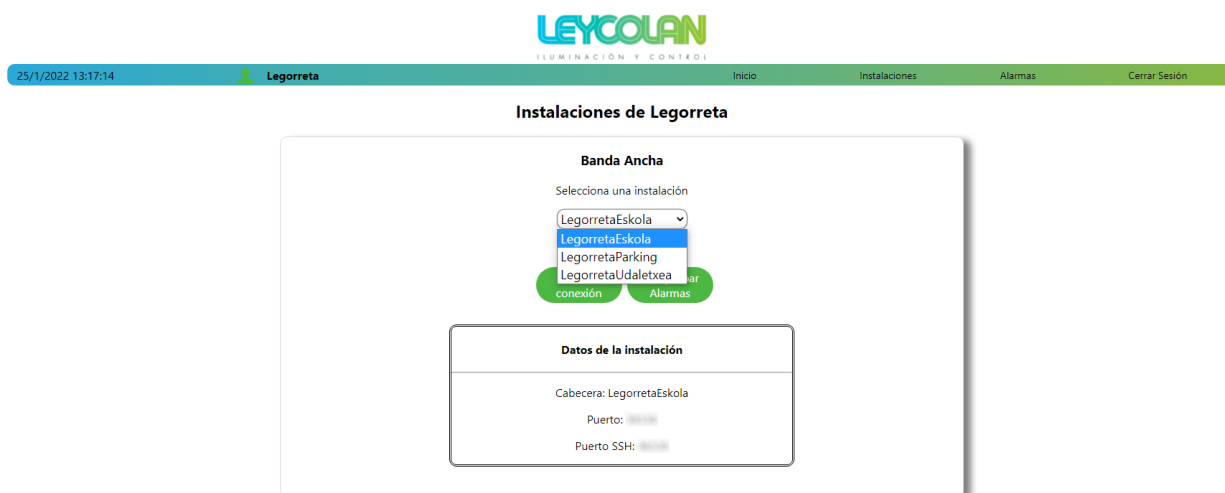 LEYCOLAN
ILUMINACIÓN Y CONTROL
25/1/2022 13:17:14 Legorreta Inicio Instalaciones Alarmas Cerrar Sesión
Instalaciones de Legorreta
Banda Ancha
Selecciona una instalación
LegorretaEskola
LegorretaEskola
LegorretaParking
LegorretaUdaletxea
conexión Alarmas
Datos de la instalación
Cabecera: LegorretaEskola
Puerto:
Puerto SSH: